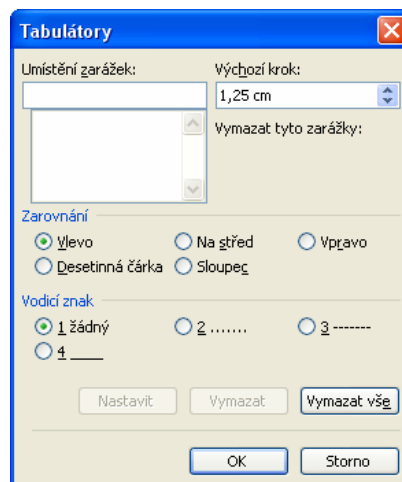 Tabulátory
Umístění zarážek: Výchozí krok:
1,25 cm
Vymazat tyto zarážky:
Zarovnání
Vlevo Na střed Vpravo
Desetinná čárka Sloupec
Vodicí znak
1 žádný 2 ....... 3 -------
4 ____
Nastavit Vymazat Vymazat vše
OK Storno